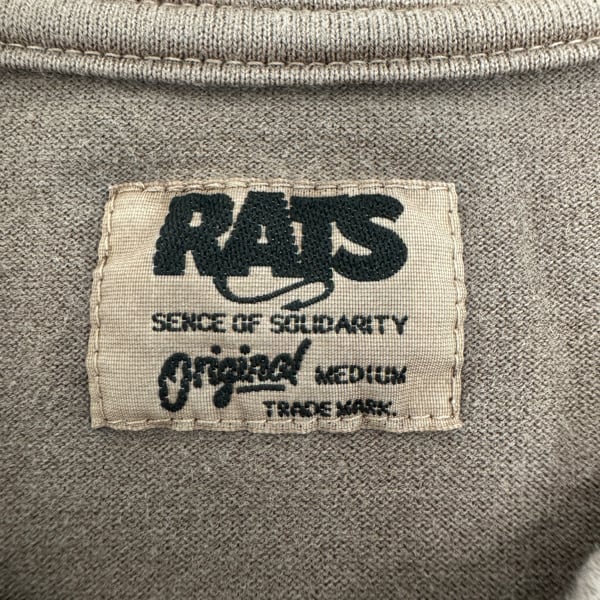 RATS
SENCE OF SOLIDARITY
Original MEDIUM
TRADE MARK.